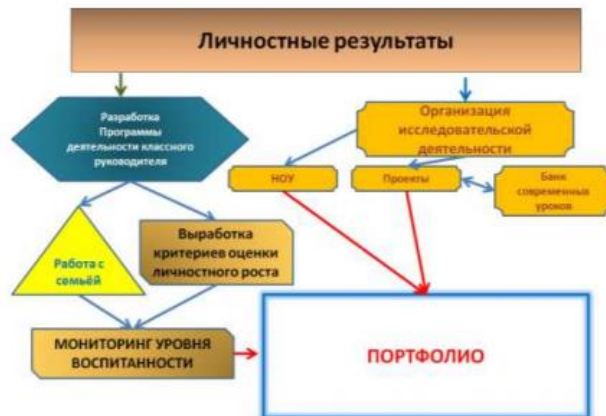 Личностные результаты
Разработка
Программы
деятельности классного
руководителя
Организация
исследовательской
деятельности
НОУ
Проекты
Банк
современных
уроков
Работа с
семьёй
Выработка
критериев оценки
личностного роста
МОНИТОРИНГ УРОВНЯ
ВОСПИТАННОСТИ
ПОРТФОЛИО